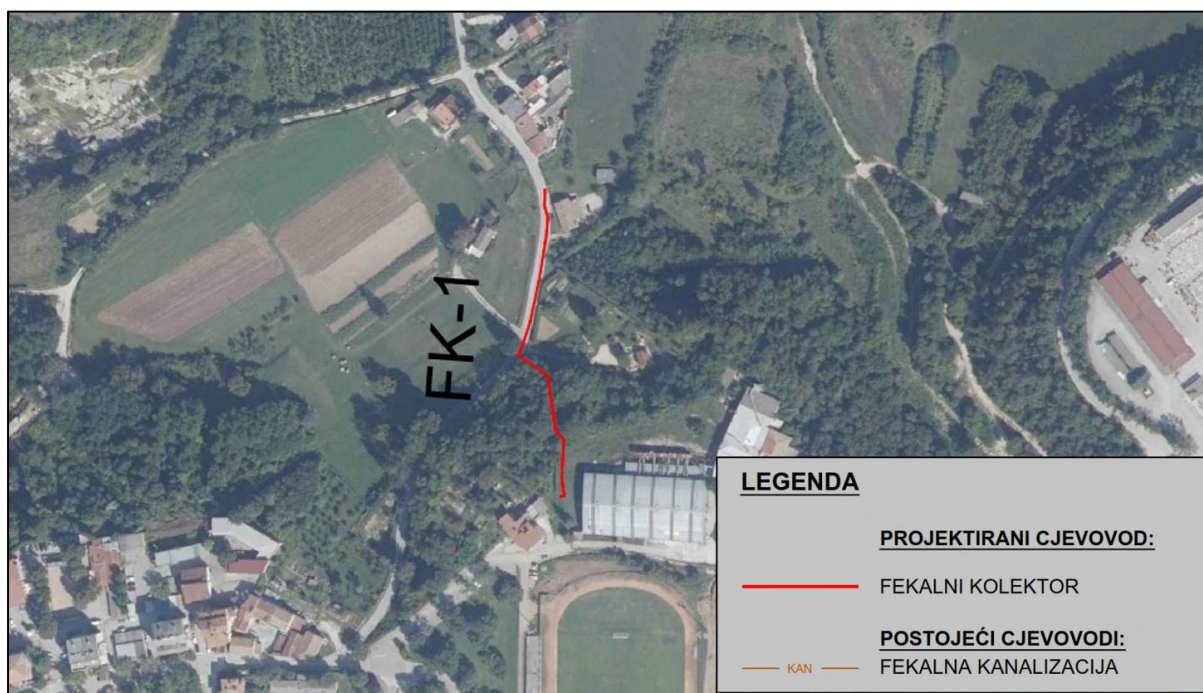 FK-1
LEGENDA
PROJEKTIRANI CJEVOVOD:
FEKALNI KOLEKTOR
POSTOJEĆI CJEVOVODI:
KAN FEKALNA KANALIZACIJA